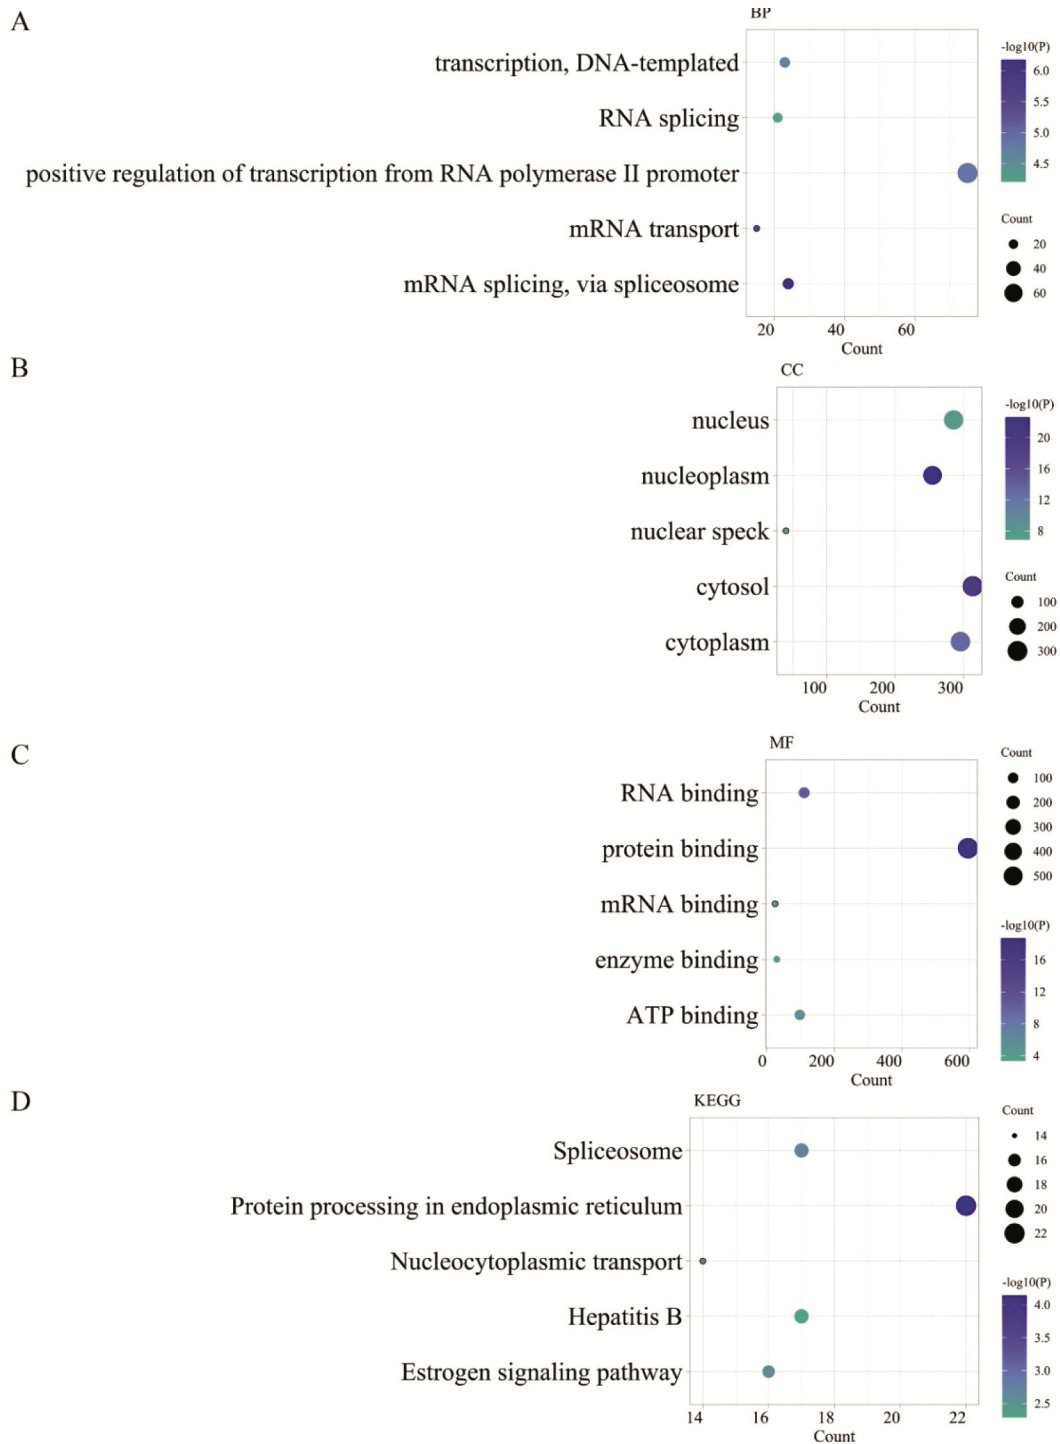 A
BP
transcription, DNA-templated
RNA splicing
positive regulation of transcription from RNA polymerase II promoter
mRNA transport
mRNA splicing, via spliceosome
20 40 60
Count
-log10(P)
6.0
5.5
5.0
4.5
Count
20
40
60
B
CC
nucleus
nucleoplasm
nuclear speck
cytosol
cytoplasm
100 200 300
Count
-log10(P)
20
16
12
8
Count
100
200
300
C
MF
RNA binding
protein binding
mRNA binding
enzyme binding
ATP binding
0 200 400 600
Count
Count
100
200
300
400
500
-log10(P)
16
12
8
4
D
KEGG
Spliceosome
Protein processing in endoplasmic reticulum
Nucleocytoplasmic transport
Hepatitis B
Estrogen signaling pathway
14 16 18 20 22
Count
Count
14
16
18
20
22
-log10(P)
4.0
3.5
3.0
2.5